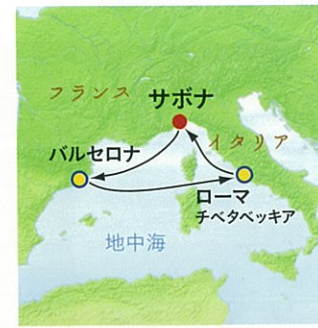 フランス
サボナ
イタリア
バルセロナ
ローマ
チベタベッキア
地中海